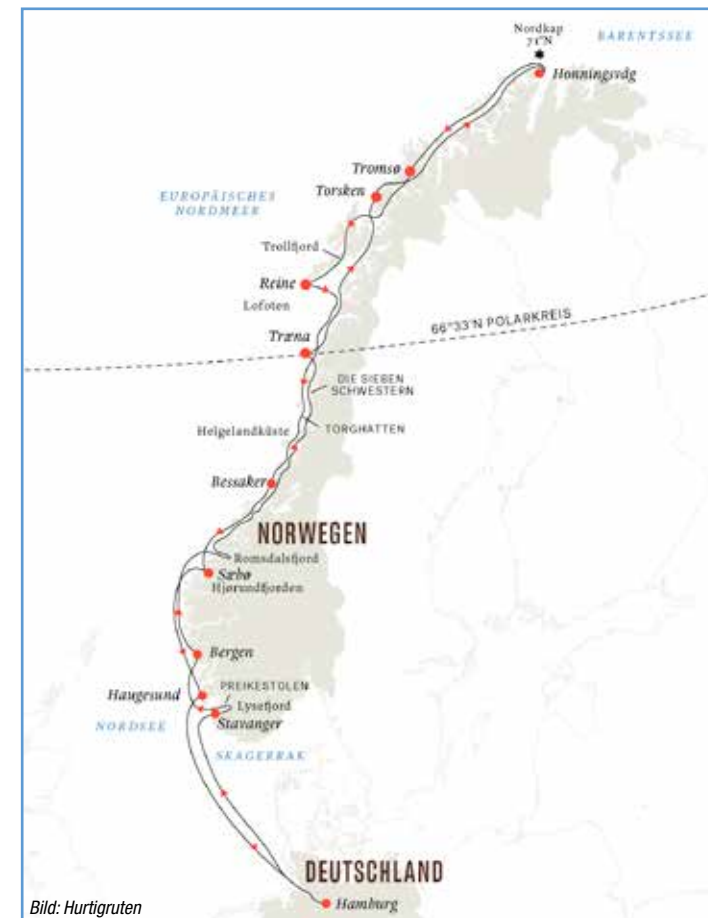 Nordkap
71°N
BARENTSSEE
Honningsvåg
Tromsø
Torsken
EUROPÄISCHES
NORDMEER
Trollfjord
Reine
Lofoten
66°33'N POLARKREIS
Træna
DIE SIEBEN
SCHWESTERN
Helgelandküste
TORGHATTEN
Bessaker
NORWEGEN
Romsdalsfjord
Sæbø
Hjørundfjorden
Bergen
PREIKESTOLEN
Haugesund
Lysefjord
Stavanger
NORDSEE
SKAGERRAK
DEUTSCHLAND
Hamburg
Bild: Hurtigruten